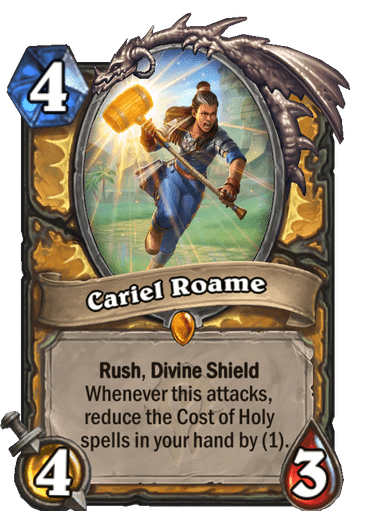 4
Cariel Roame
Rush, Divine Shield
Whenever this attacks,
reduce the Cost of Holy
spells in your hand by (1).
4
3